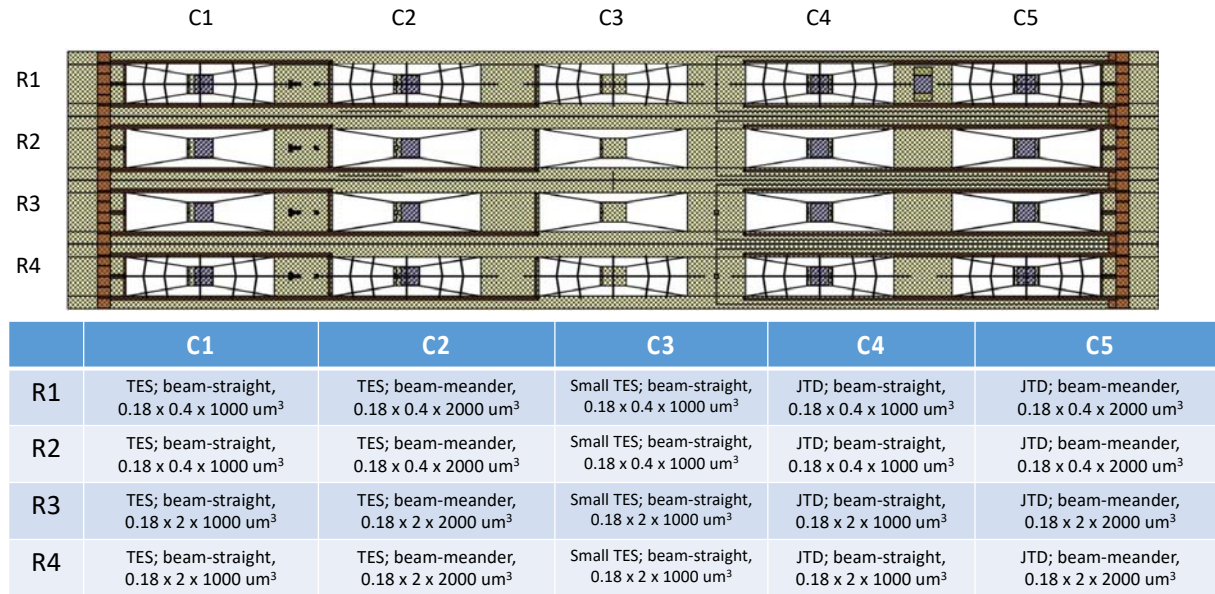 C1 C2 C3 C4 C5
R1
R2
R3
R4
C1 C2 C3 C4 C5
R1
TES; beam-straight,
0.18 x 0.4 x 1000 um³
TES; beam-meander,
0.18 x 0.4 x 2000 um³
Small TES; beam-straight,
0.18 x 0.4 x 1000 um³
JTD; beam-straight,
0.18 x 0.4 x 1000 um³
JTD; beam-meander,
0.18 x 0.4 x 2000 um³
R2
TES; beam-straight,
0.18 x 0.4 x 1000 um³
TES; beam-meander,
0.18 x 0.4 x 2000 um³
Small TES; beam-straight,
0.18 x 0.4 x 1000 um³
JTD; beam-straight,
0.18 x 0.4 x 1000 um³
JTD; beam-meander,
0.18 x 0.4 x 2000 um³
R3
TES; beam-straight,
0.18 x 2 x 1000 um³
TES; beam-meander,
0.18 x 2 x 2000 um³
Small TES; beam-straight,
0.18 x 2 x 1000 um³
JTD; beam-straight,
0.18 x 2 x 1000 um³
JTD; beam-meander,
0.18 x 2 x 2000 um³
R4
TES; beam-straight,
0.18 x 2 x 1000 um³
TES; beam-meander,
0.18 x 2 x 2000 um³
Small TES; beam-straight,
0.18 x 2 x 1000 um³
JTD; beam-straight,
0.18 x 2 x 1000 um³
JTD; beam-meander,
0.18 x 2 x 2000 um³